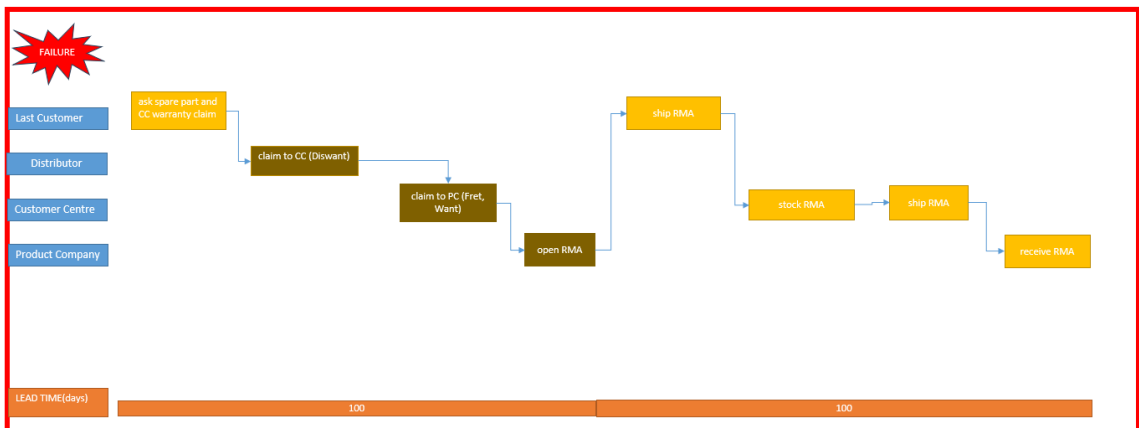 FAILURE
ask spare part and
CC warranty claim
ship RMA
Last Customer
claim to CC (Diswant)
Distributor
claim to PC (Fret,
Want)
stock RMA
ship RMA
Customer Centre
open RMA
receive RMA
Product Company
LEAD TIME(days)
100
100